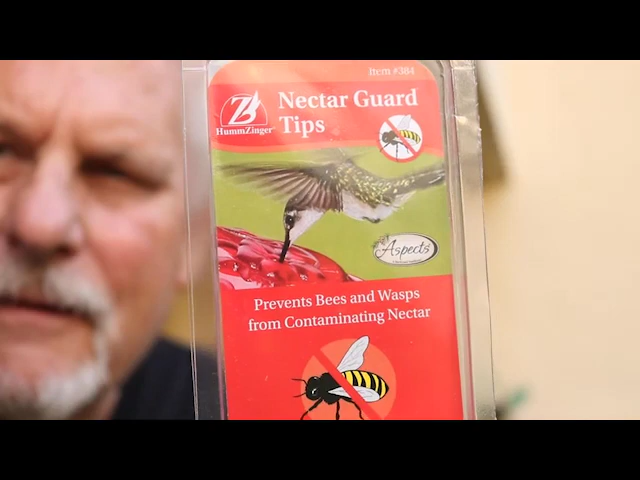 Item #384
HummZinger
Nectar Guard
Tips
Aspects
Prevents Bees and Wasps
from Contaminating Nectar